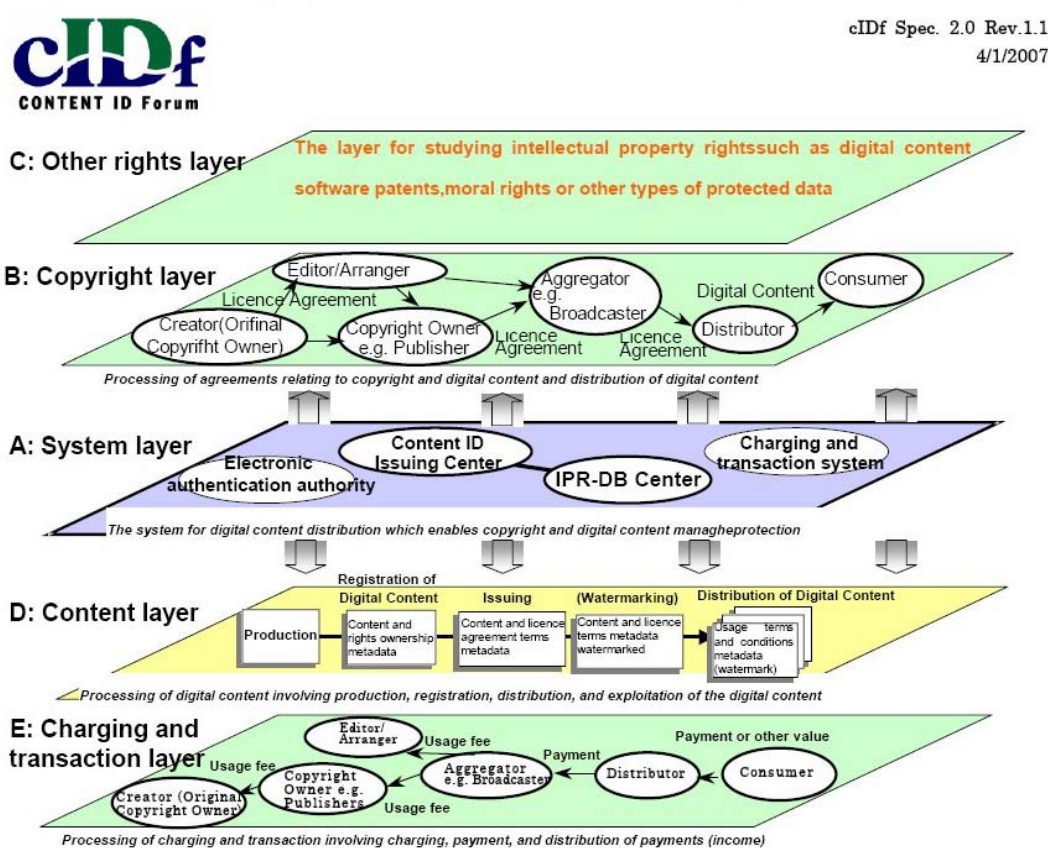 cIDf
CONTENT ID Forum
cIDf Spec. 2.0 Rev.1.1
4/1/2007
C: Other rights layer
The layer for studying intellectual property rightssuch as digital content
software patents,moral rights or other types of protected data
B: Copyright layer
Editor/Arranger
Licence Agreement
Creator(Orifinal
Copyrifht Owner)
Copyright Owner
e.g. Publisher
Licence
Agreement
Aggregator
e.g.
Broadcaster
Licence
Agreement
Digital Content
Distributor
Consumer
Processing of agreements relating to copyright and digital content and distribution of digital content
A: System layer
Electronic
authentication authority
Content ID
Issuing Center
IPR-DB Center
Charging and
transaction system
The system for digital content distribution which enables copyright and digital content managheprotection
D: Content layer
Production
Registration of
Digital Content
Content and
rights ownership
metadata
Issuing
Content and licence
agreement terms
metadata
(Watermarking)
Content and licence
terms metadata
watermarked
Distribution of Digital Content
Usage terms
and conditions
metadata
(watermark)
Processing of digital content involving production, registration, distribution, and exploitation of the digital content
E: Charging and
transaction layer
Editor/
Arranger
Usage fee
Usage fee
Creator (Original
Copyright Owner)
Copyright
Owner e.g.
Publishers
Usage fee
Aggregator
e.g. Broadcaster
Payment
Distributor
Payment or other value
Consumer
Processing of charging and transaction involving charging, payment, and distribution of payments (income)